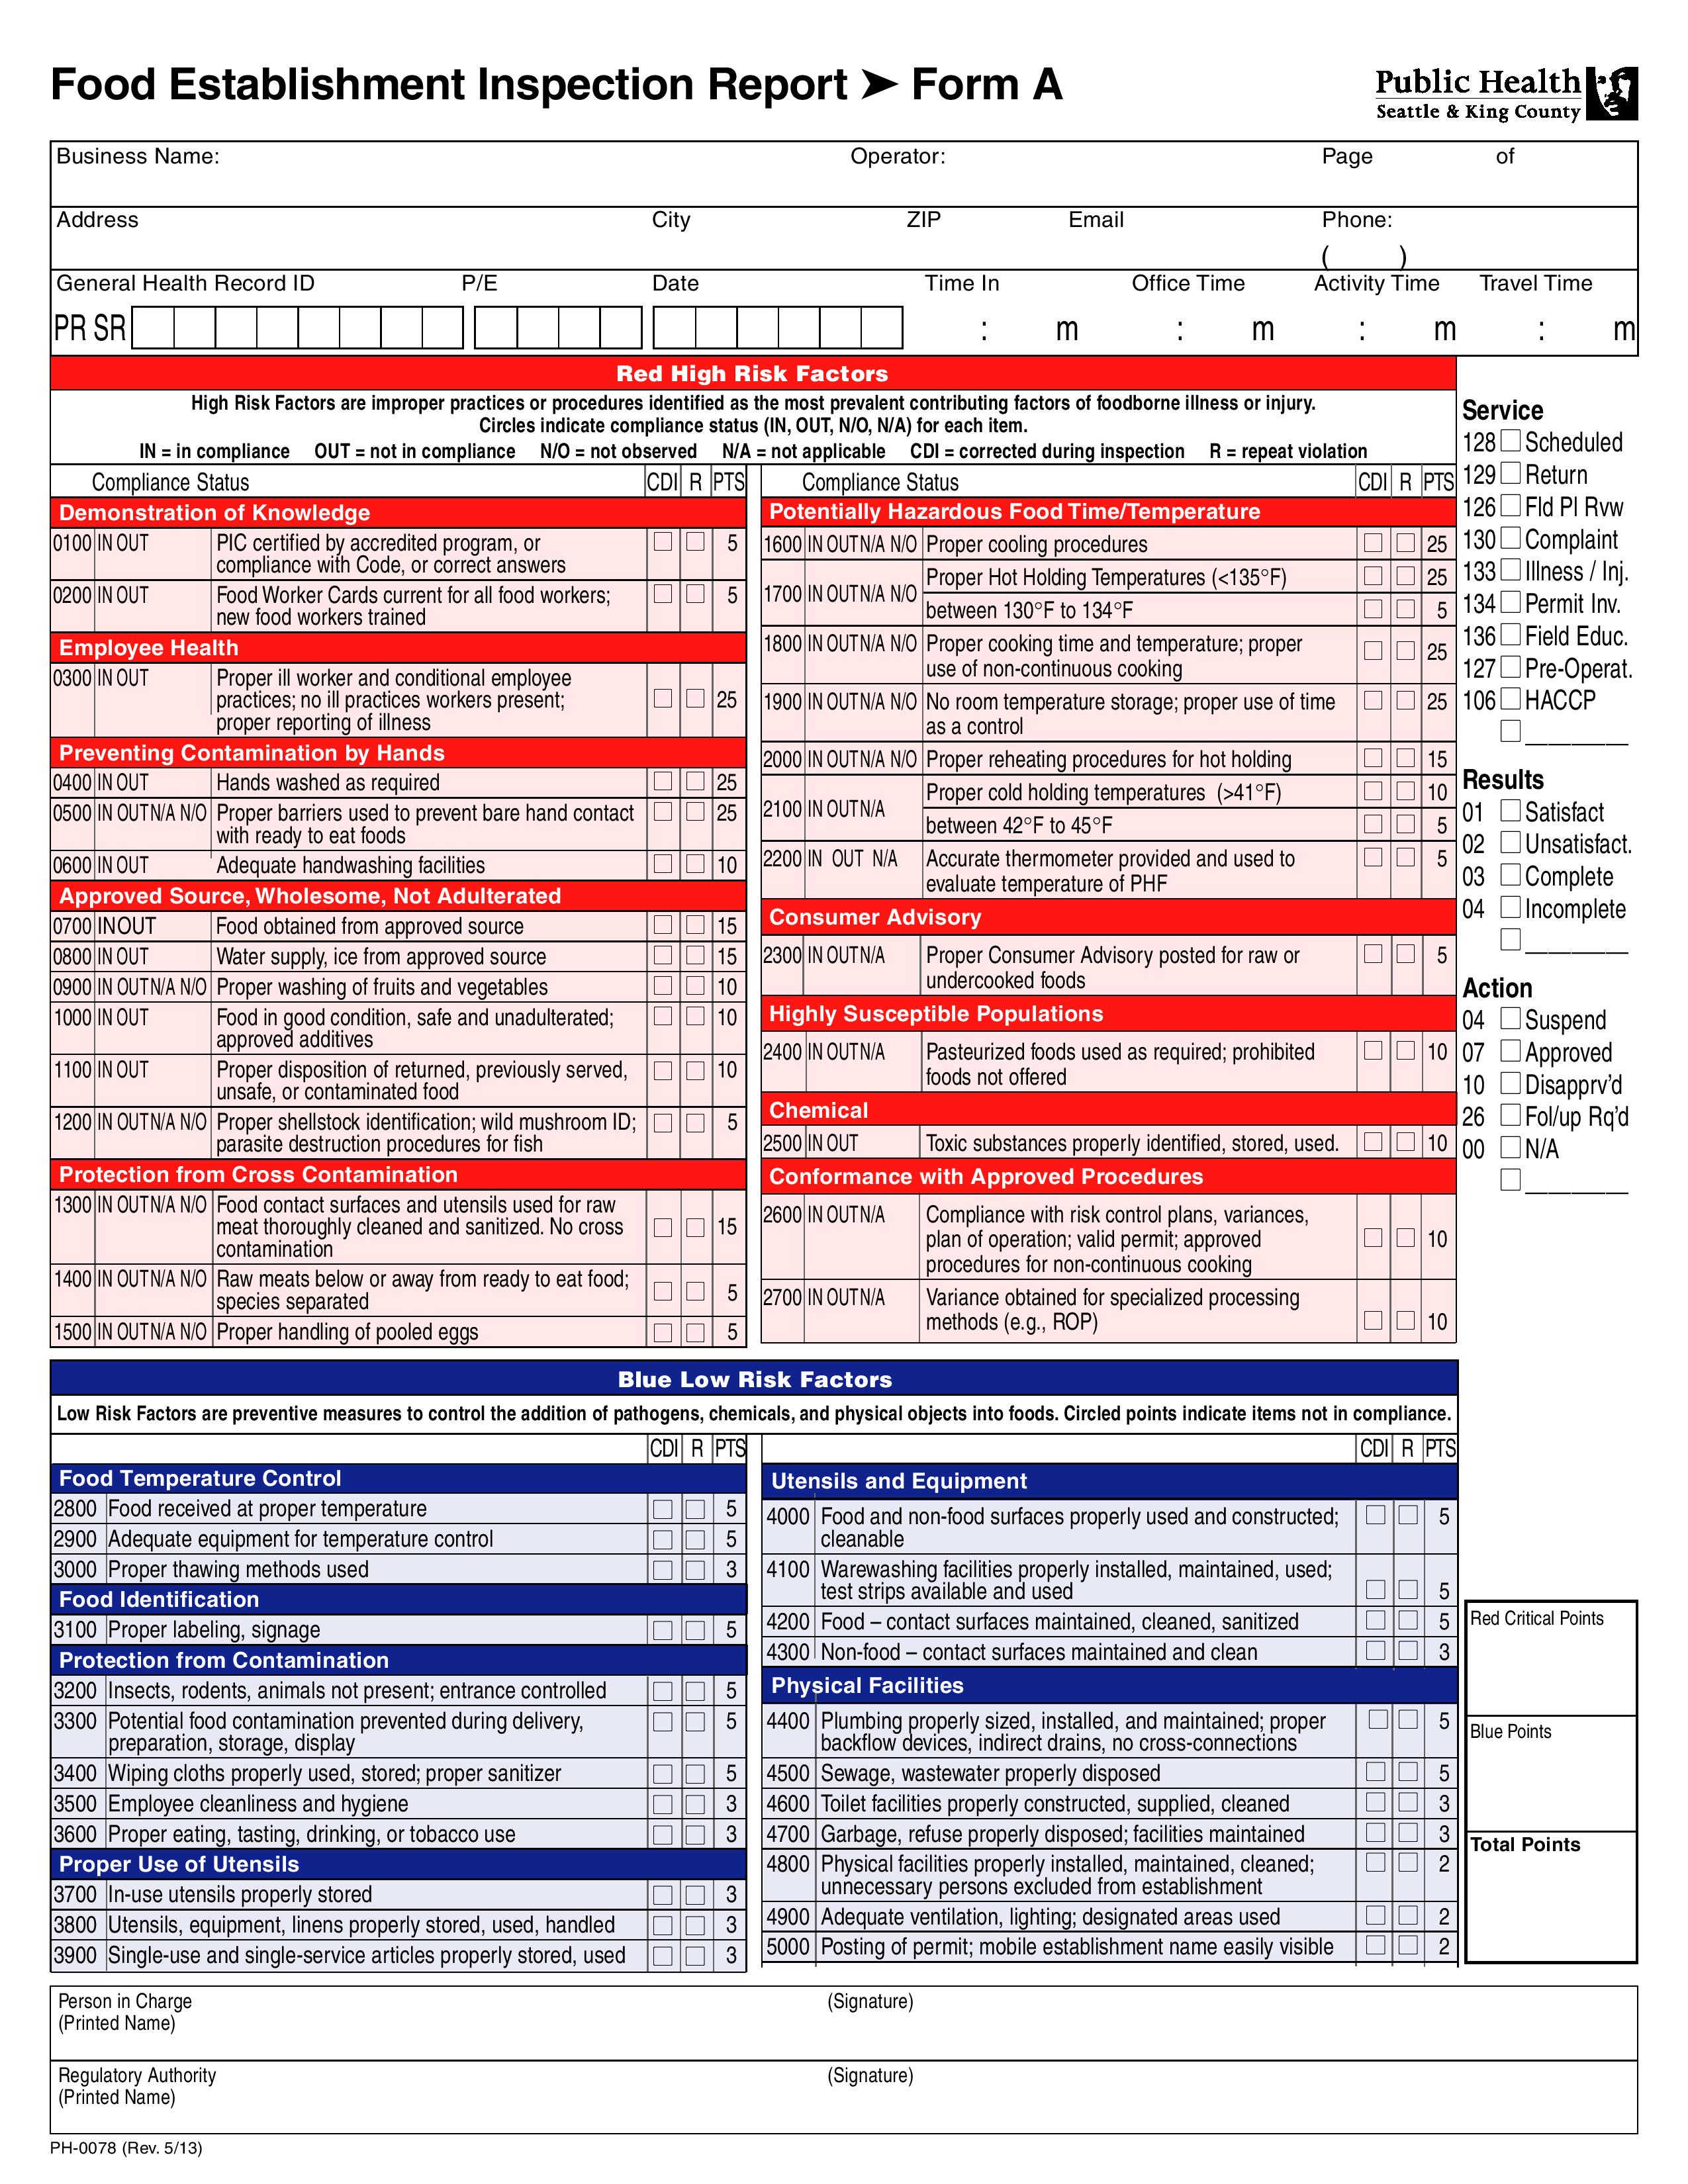 Food Establishment Inspection Report ➤ Form A
Public Health
Seattle & King County
Business Name: Operator: Page of
Address City ZIP Email Phone:
( )
General Health Record ID P/E Date Time In Office Time Activity Time Travel Time
PR SR : m : m : m : m
Red High Risk Factors
High Risk Factors are improper practices or procedures identified as the most prevalent contributing factors of foodborne illness or injury.
Circles indicate compliance status (IN, OUT, N/O, N/A) for each item.
IN = in compliance OUT = not in compliance N/O = not observed N/A = not applicable CDI = corrected during inspection R = repeat violation
Compliance Status CDI R PTS
Demonstration of Knowledge
0100 IN OUT PIC certified by accredited program, or 5
compliance with Code, or correct answers
0200 IN OUT Food Worker Cards current for all food workers; 5
new food workers trained
Employee Health
0300 IN OUT Proper ill worker and conditional employee
practices; no ill practices workers present; 25
proper reporting of illness
Preventing Contamination by Hands
0400 IN OUT Hands washed as required 25
0500 IN OUT N/A N/O Proper barriers used to prevent bare hand contact 25
with ready to eat foods
0600 IN OUT Adequate handwashing facilities 10
Approved Source, Wholesome, Not Adulterated
0700 IN OUT Food obtained from approved source 15
0800 IN OUT Water supply, ice from approved source 15
0900 IN OUT N/A N/O Proper washing of fruits and vegetables 10
1000 IN OUT Food in good condition, safe and unadulterated; 10
approved additives
1100 IN OUT Proper disposition of returned, previously served, 10
unsafe, or contaminated food
1200 IN OUT N/A N/O Proper shellstock identification; wild mushroom ID; 5
parasite destruction procedures for fish
Protection from Cross Contamination
1300 IN OUT N/A N/O Food contact surfaces and utensils used for raw
meat thoroughly cleaned and sanitized. No cross 15
contamination
1400 IN OUT N/A N/O Raw meats below or away from ready to eat food;
species separated 5
1500 IN OUT N/A N/O Proper handling of pooled eggs 5
Compliance Status CDI R PTS
Potentially Hazardous Food Time/Temperature
1600 IN OUT N/A N/O Proper cooling procedures 25
1700 IN OUT N/A N/O Proper Hot Holding Temperatures (<135°F) 25
between 130°F to 134°F 5
1800 IN OUT N/A N/O Proper cooking time and temperature; proper 25
use of non-continuous cooking
1900 IN OUT N/A N/O No room temperature storage; proper use of time 25
as a control
2000 IN OUT N/A N/O Proper reheating procedures for hot holding 15
2100 IN OUT N/A Proper cold holding temperatures (>41°F) 10
between 42°F to 45°F 5
2200 IN OUT N/A Accurate thermometer provided and used to 5
evaluate temperature of PHF
Consumer Advisory
2300 IN OUT N/A Proper Consumer Advisory posted for raw or 5
undercooked foods
Highly Susceptible Populations
2400 IN OUT N/A Pasteurized foods used as required; prohibited 10
foods not offered
Chemical
2500 IN OUT Toxic substances properly identified, stored, used. 10
Conformance with Approved Procedures
2600 IN OUT N/A Compliance with risk control plans, variances,
plan of operation; valid permit; approved 10
procedures for non-continuous cooking
2700 IN OUT N/A Variance obtained for specialized processing
methods (e.g., ROP) 10
Service
128 Scheduled
129 Return
126 Fld Pl Rvw
130 Complaint
133 Illness / Inj.
134 Permit Inv.
136 Field Educ.
127 Pre-Operat.
106 HACCP
Results
01 Satisfact
02 Unsatisfact.
03 Complete
04 Incomplete
Action
04 Suspend
07 Approved
10 Disapprv'd
26 Fol/up Rq'd
00 N/A
Blue Low Risk Factors
Low Risk Factors are preventive measures to control the addition of pathogens, chemicals, and physical objects into foods. Circled points indicate items not in compliance.
CDI R PTS
Food Temperature Control
2800 Food received at proper temperature 5
2900 Adequate equipment for temperature control 5
3000 Proper thawing methods used 3
Food Identification
3100 Proper labeling, signage 5
Protection from Contamination
3200 Insects, rodents, animals not present; entrance controlled 5
3300 Potential food contamination prevented during delivery, 5
preparation, storage, display
3400 Wiping cloths properly used, stored; proper sanitizer 5
3500 Employee cleanliness and hygiene 3
3600 Proper eating, tasting, drinking, or tobacco use 3
Proper Use of Utensils
3700 In-use utensils properly stored 3
3800 Utensils, equipment, linens properly stored, used, handled 3
3900 Single-use and single-service articles properly stored, used 3
CDI R PTS
Utensils and Equipment
4000 Food and non-food surfaces properly used and constructed; 5
cleanable
4100 Warewashing facilities properly installed, maintained, used;
test strips available and used 5
4200 Food – contact surfaces maintained, cleaned, sanitized 5
4300 Non-food – contact surfaces maintained and clean 3
Physical Facilities
4400 Plumbing properly sized, installed, and maintained; proper 5
backflow devices, indirect drains, no cross-connections
4500 Sewage, wastewater properly disposed 5
4600 Toilet facilities properly constructed, supplied, cleaned 3
4700 Garbage, refuse properly disposed; facilities maintained 3
4800 Physical facilities properly installed, maintained, cleaned; 2
unnecessary persons excluded from establishment
4900 Adequate ventilation, lighting; designated areas used 2
5000 Posting of permit; mobile establishment name easily visible 2
Red Critical Points
Blue Points
Total Points
Person in Charge (Signature)
(Printed Name)
Regulatory Authority (Signature)
(Printed Name)
PH-0078 (Rev. 5/13)